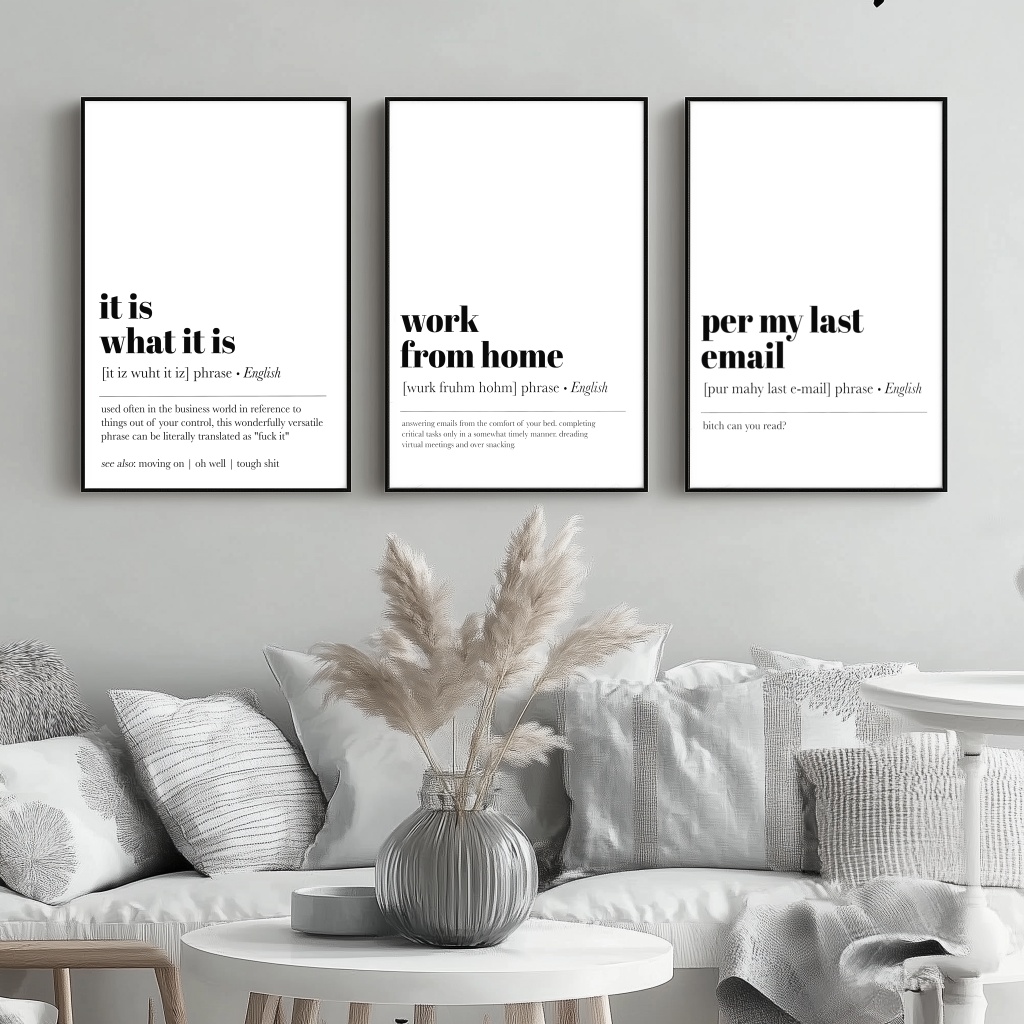 it is
what it is
[it iz wuht it iz] phrase • English
used often in the business world in reference to
things out of your control, this wonderfully versatile
phrase can be literally translated as "fuck it"
see also: moving on | oh well | tough shit
work
from home
[wurk fruhm hohm] phrase • English
answering emails from the comfort of your bed. completing
critical tasks only in a somewhat timely manner. dreading
virtual meetings and over snacking.
per my last
email
[pur mahy last e-mail] phrase • English
bitch can you read?